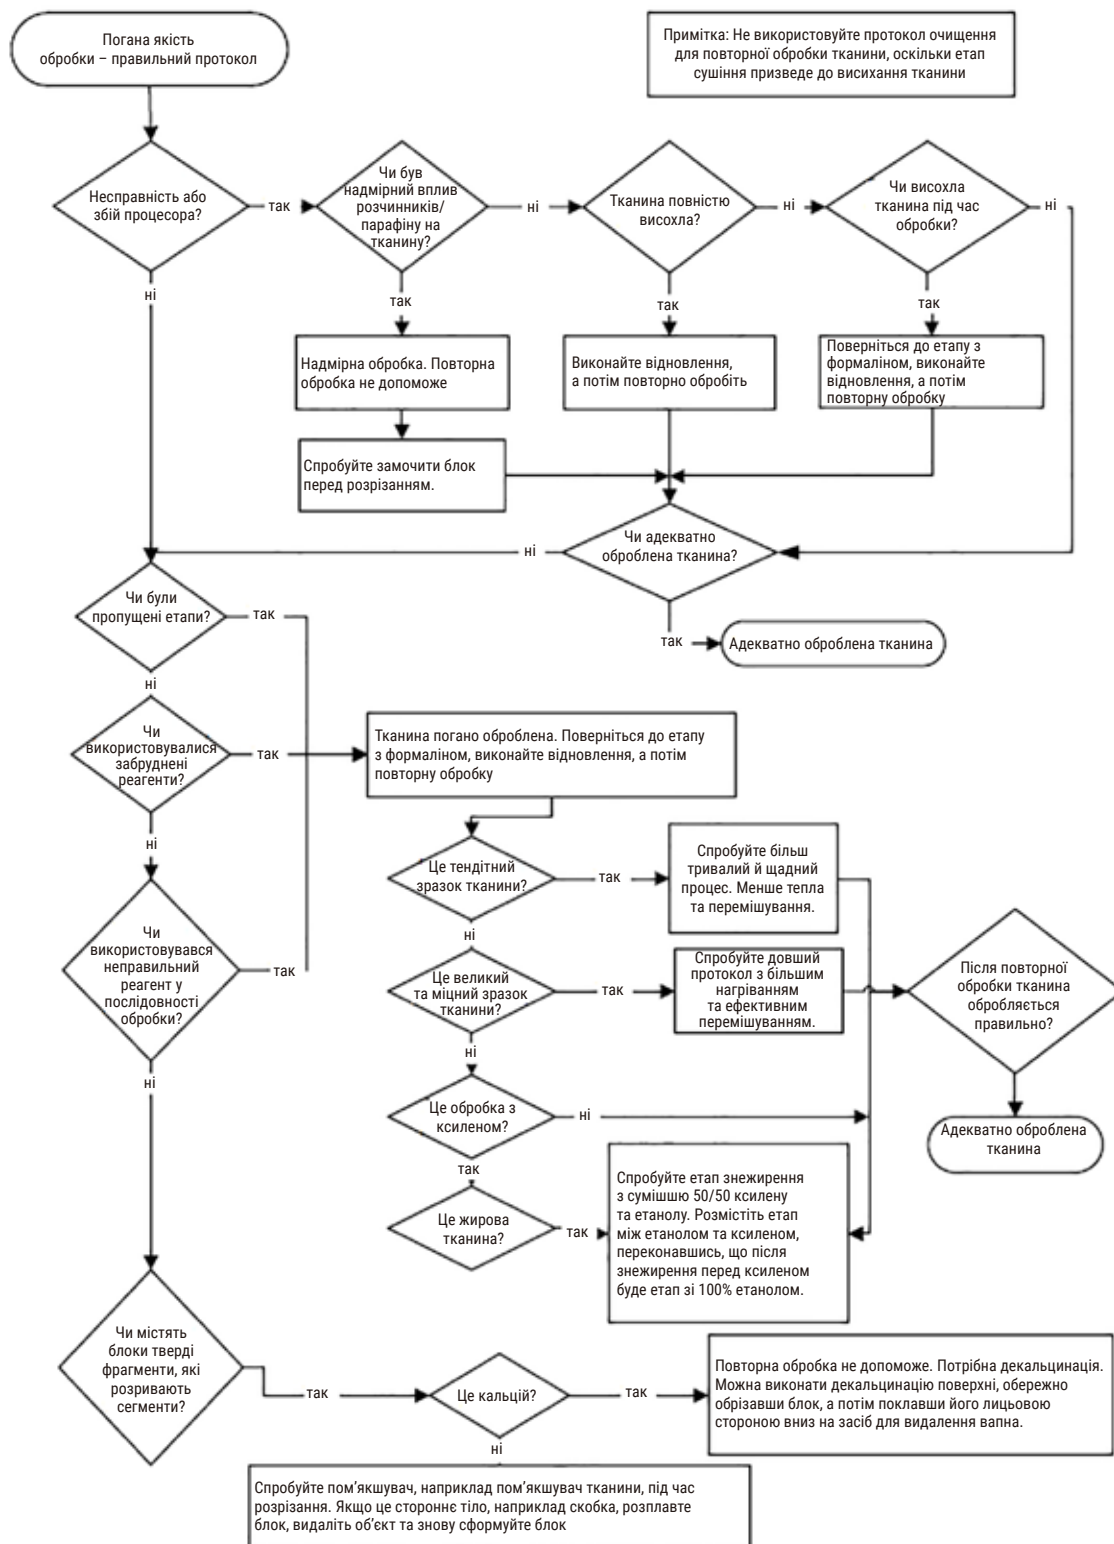 Погана якість
обробки – правильний протокол
Примітка: Не використовуйте протокол очищення
для повторної обробки тканини, оскільки етап
сушіння призведе до висихання тканини
Несправність або
збій процесора?
так
Чи був
надмірний вплив
розчинників/
парафіну на
тканину?
ні
Тканина повністю
висохла?
ні
Чи висохла
тканина під час
обробки?
ні
ні
так
так
так
Надмірна обробка. Повторна
обробка не допоможе
Виконайте відновлення,
а потім повторно обробіть
Поверніться до етапу з
формаліном, виконайте
відновлення, а потім
повторну обробку
Спробуйте замочити блок
перед розрізанням.
Чи адекватно
оброблена тканина?
ні
так
Адекватно оброблена тканина
Чи були
пропущені етапи?
так
ні
Чи
використовувалися
забруднені
реагенти?
так
Тканина погано оброблена. Поверніться до етапу
з формаліном, виконайте відновлення, а потім
повторну обробку
ні
Чи
використовувався
неправильний
реагент у
послідовності
обробки?
так
ні
Це тендітний
зразок тканини?
так
Спробуйте більш
тривалий й щадний
процес. Менше тепла
та перемішування.
ні
Це великий
та міцний зразок
тканини?
так
Спробуйте довший
протокол з більшим
нагріванням
та ефективним
перемішуванням.
Після повторної
обробки тканина
обробляється
правильно?
ні
Це обробка з
ксиленом?
ні
Адекватно оброблена
тканина
так
Це жирова
тканина?
так
Спробуйте етап знежирення
з сумішшю 50/50 ксилену
та етанолу. Розмістіть етап
між етанолом та ксиленом,
переконавшись, що після
знежирення перед ксиленом
буде етап зі 100% етанолом.
Чи містять
блоки тверді
фрагменти, які
розривають
сегменти?
так
Це кальцій?
так
Повторна обробка не допоможе. Потрібна декальцинація.
Можна виконати декальцинацію поверхні, обережно
обрізавши блок, а потім поклавши його лицьовою
стороною вниз на засіб для видалення вапна.
ні
Спробуйте пом’якшувач, наприклад пом’якшувач тканини, під час
розрізання. Якщо це стороннє тіло, наприклад скобка, розплавте
блок, видаліть об’єкт та знову сформуйте блок